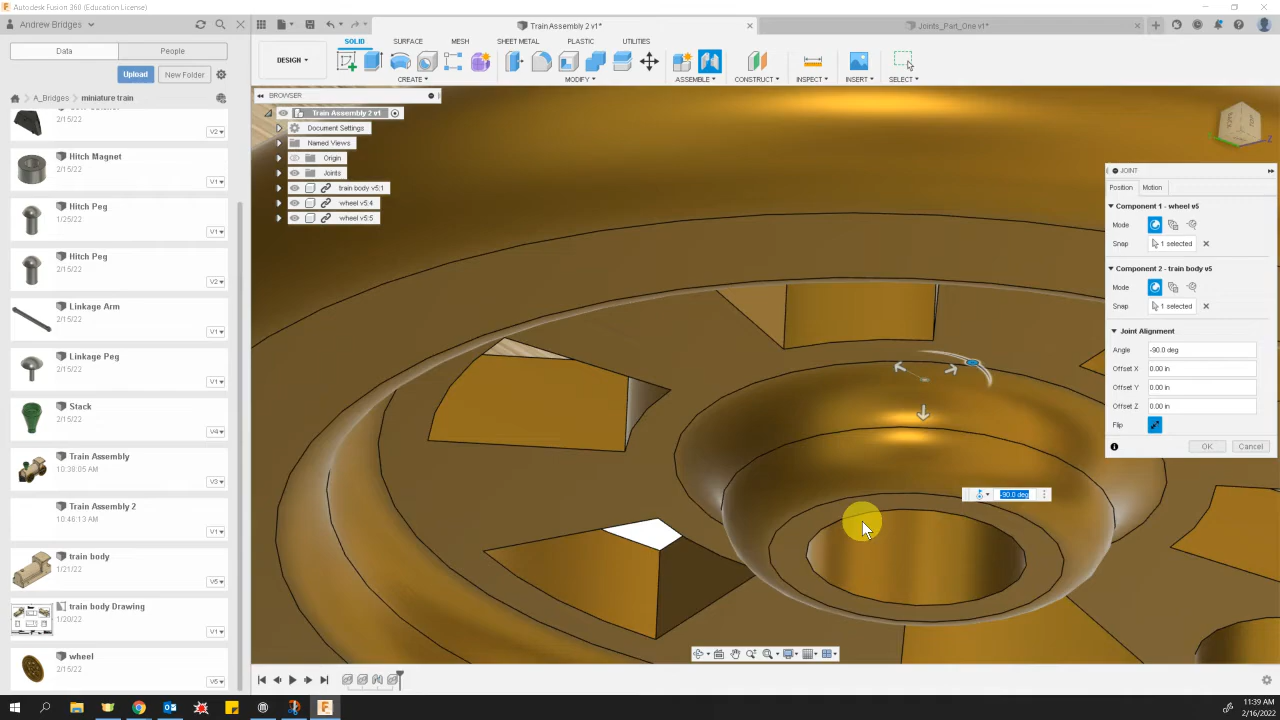 Autodesk Fusion 360 (Education License)
Andrew Bridges
Train Assembly 2 v1*
Joints_Part_One v1*
Data
People
Upload
New Folder
A_Bridges
miniature train
2/15/22
V2
Hitch Magnet
2/15/22
V1
Hitch Peg
1/25/22
V1
Hitch Peg
2/15/22
V2
Linkage Arm
2/15/22
V1
Linkage Peg
2/15/22
V1
Stack
2/15/22
V4
Train Assembly
10:38:05 AM
Train Assembly 2
10:46:13 AM
V1
train body
1/21/22
V5
train body Drawing
1/20/22
V1
wheel
2/15/22
V5
DESIGN
SOLID
SURFACE
MESH
SHEET METAL
PLASTIC
UTILITIES
CREATE
MODIFY
ASSEMBLE
CONSTRUCT
INSPECT
INSERT
SELECT
BROWSER
Train Assembly 2 v1
Document Settings
Named Views
Origin
Joints
train body v5:1
wheel v5:4
wheel v5:5
JOINT
Position
Motion
Component 1 - wheel v5
Mode
Snap
1 selected
Component 2 - train body v5
Mode
Snap
1 selected
Joint Alignment
Angle
-90.0 deg
Offset X
0.00 in
Offset Y
0.00 in
Offset Z
0.00 in
Flip
OK
Cancel
-90.0 deg
11:39 AM
2/16/2022